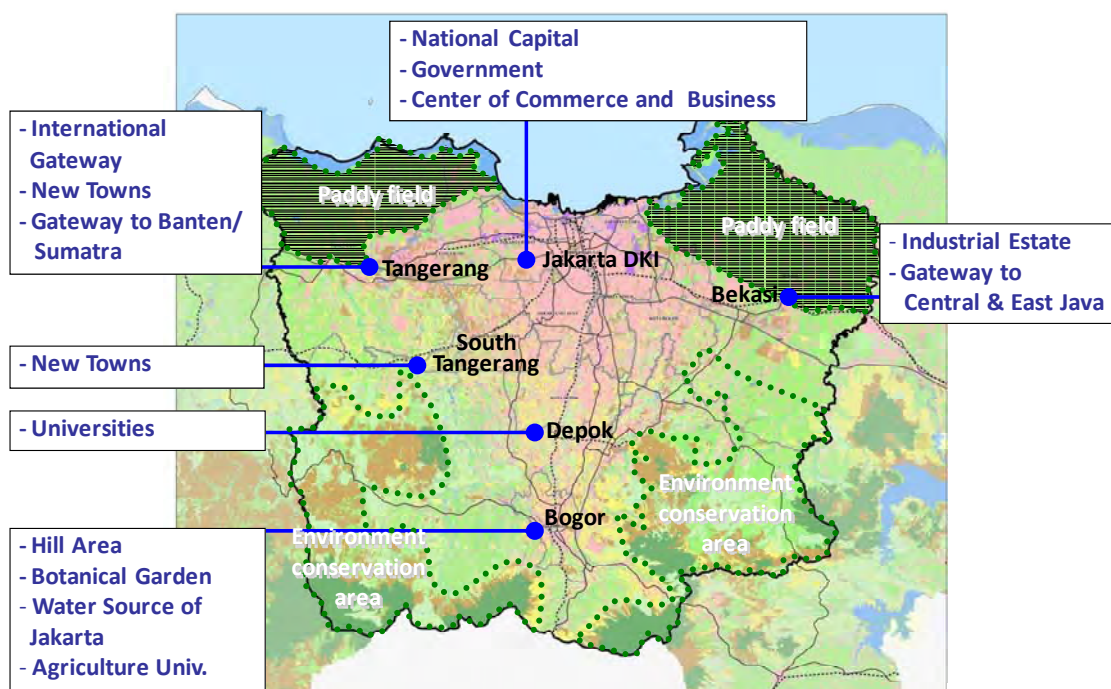 - National Capital
- Government
- Center of Commerce and Business
- International
Gateway
- New Towns
- Gateway to Banten/
Sumatra
Paddy field
Paddy field
- Industrial Estate
- Gateway to
Central & East Java
Tangerang
Jakarta DKI
Bekasi
- New Towns
South
Tangerang
- Universities
Depok
Environment
conservation
area
Bogor
Environment
conservation
area
- Hill Area
- Botanical Garden
- Water Source of
Jakarta
- Agriculture Univ.